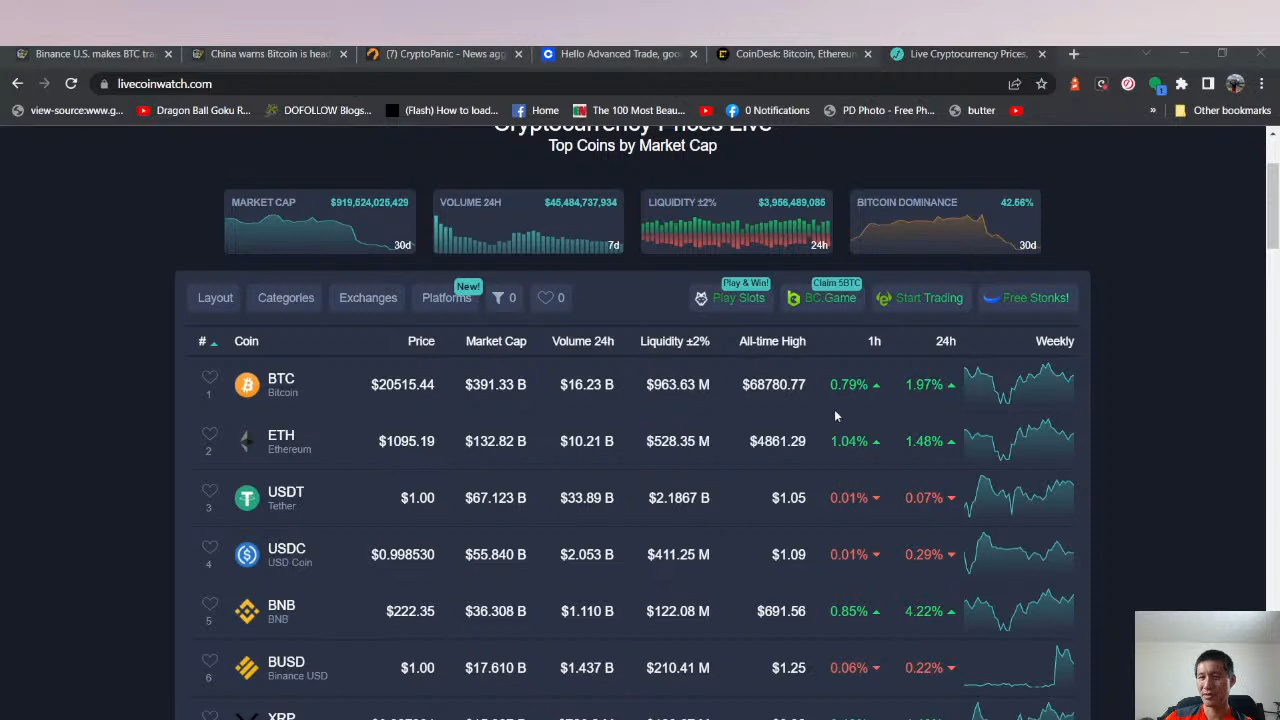 Binance U.S. makes BTC tra
China warns Bitcoin is head
(7) CryptoPanic - News agg
Hello Advanced Trade, goo
CoinDesk: Bitcoin, Ethereum
Live Cryptocurrency Prices,
livecoinwatch.com
view-source:www.g...
Dragon Ball Goku R...
DOFOLLOW Blogs...
(Flash) How to load...
Home
The 100 Most Beau...
0 Notifications
PD Photo - Free Ph...
butter
»
Other bookmarks
Cryptocurrency Prices Live
Top Coins by Market Cap
MARKET CAP $919,624,025,429
30d
VOLUME 24H $46,484,737,934
7d
LIQUIDITY ±2% $3,956,489,085
24h
BITCOIN DOMINANCE 42.56%
30d
New!
Play & Win!
Claim 5BTC
Layout Categories Exchanges Platforms 0 0 Play Slots BC.Game Start Trading Free Stonks!
# Coin Price Market Cap Volume 24h Liquidity ±2% All-time High 1h 24h Weekly
BTC $20515.44 $391.33 B $16.23 B $963.63 M $68780.77 0.79% 1.97%
1 Bitcoin
ETH $1095.19 $132.82 B $10.21 B $528.35 M $4861.29 1.04% 1.48%
2 Ethereum
USDT $1.00 $67.123 B $33.89 B $2.1867 B $1.05 0.01% 0.07%
3 Tether
USDC $0.998530 $55.840 B $2.053 B $411.25 M $1.09 0.01% 0.29%
4 USD Coin
BNB $222.35 $36.308 B $1.110 B $122.08 M $691.56 0.85% 4.22%
5 BNB
BUSD $1.00 $17.610 B $1.437 B $210.41 M $1.25 0.06% 0.22%
6 Binance USD
XRP